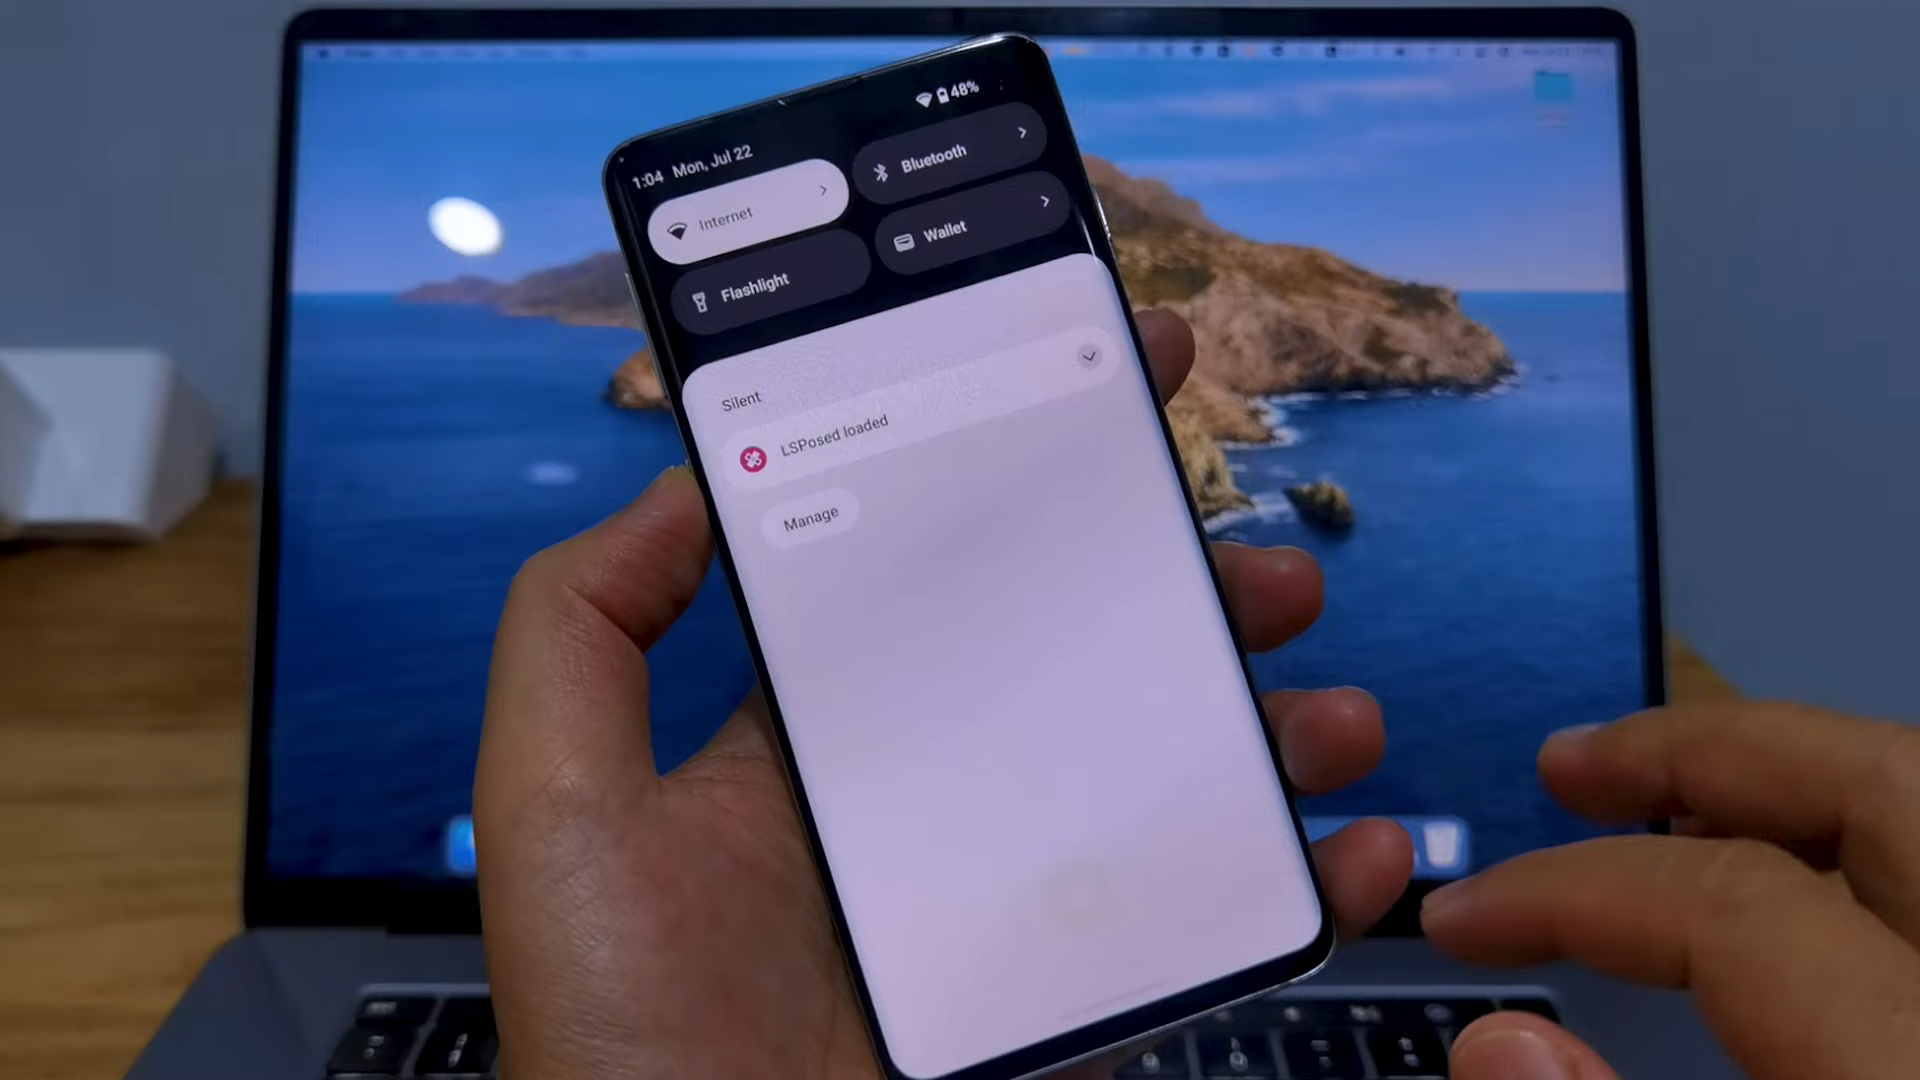 48%
1:04 Mon, Jul 22
Internet
Bluetooth
Flashlight
Wallet
Silent
LSPosed loaded
Manage